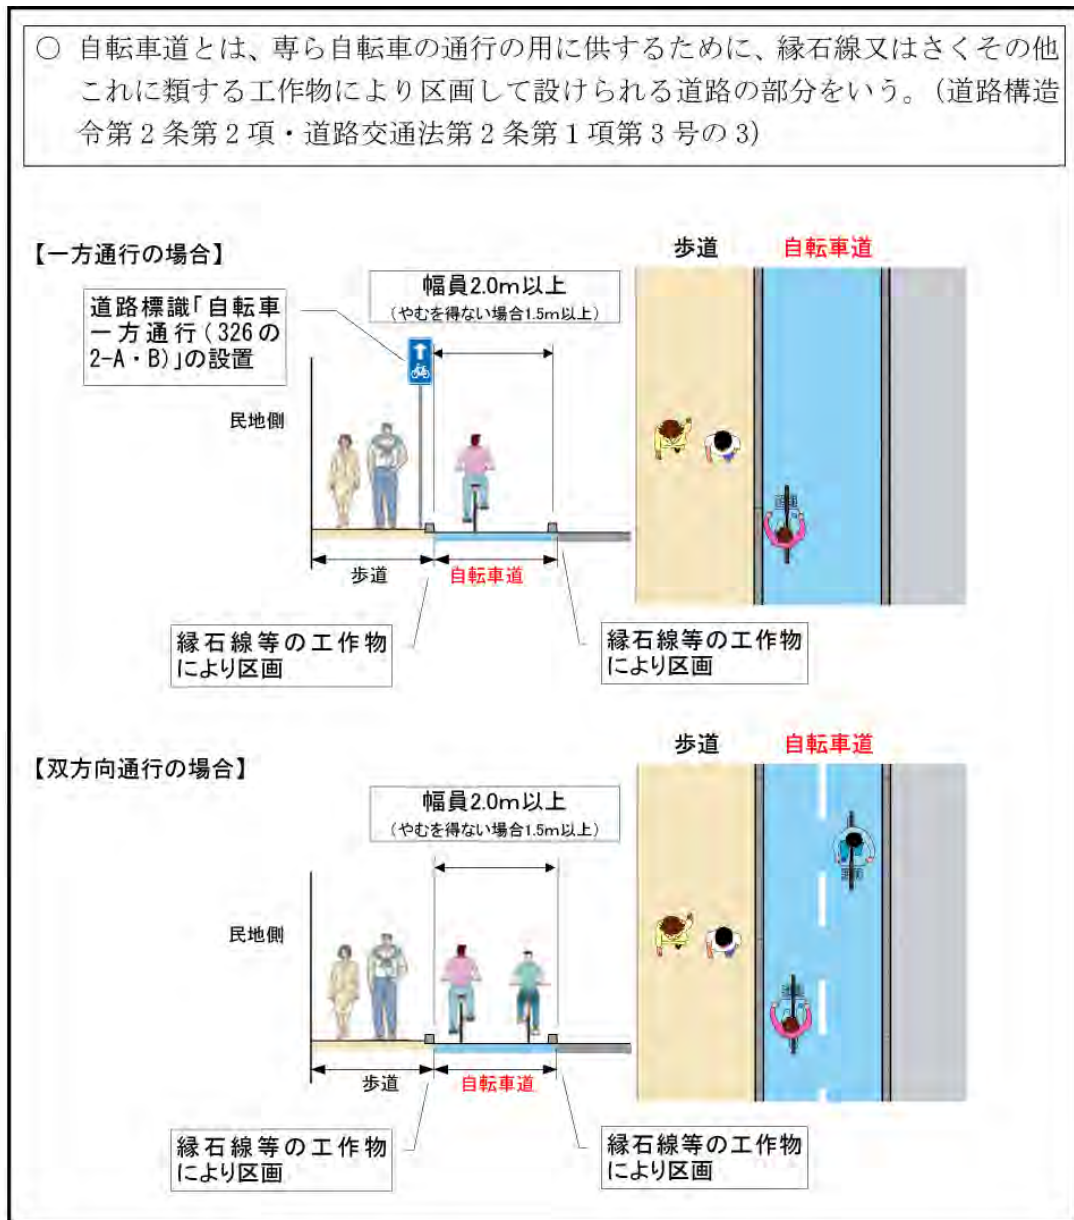 ○ 自転車道とは、専ら自転車の通行の用に供するために、縁石線又はさくその他
これに類する工作物により区画して設けられる道路の部分をいう。（道路構造
令第２条第２項・道路交通法第２条第１項第３号の３）
【一方通行の場合】
歩道
自転車道
道路標識「自転車
一方通行（326の
2-A・B）」の設置
幅員2.0m以上
（やむを得ない場合1.5m以上）
民地側
歩道
自転車道
縁石線等の工作物
により区画
縁石線等の工作物
により区画
【双方向通行の場合】
歩道
自転車道
幅員2.0m以上
（やむを得ない場合1.5m以上）
民地側
歩道
自転車道
縁石線等の工作物
により区画
縁石線等の工作物
により区画